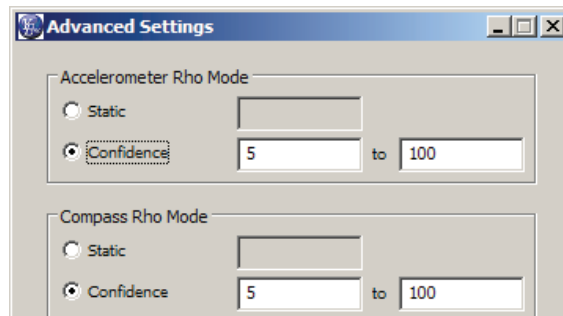 Advanced Settings
Accelerometer Rho Mode
Static
Confidence 5 to 100
Compass Rho Mode
Static
Confidence 5 to 100